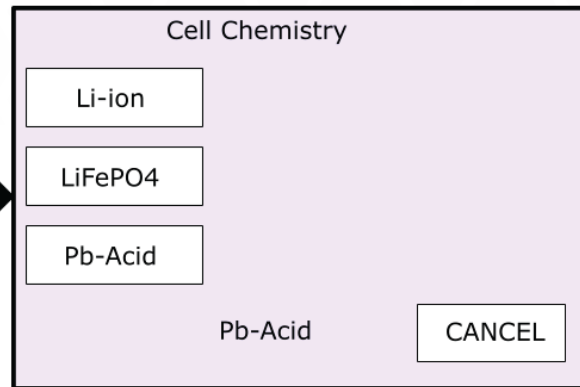 Cell Chemistry
Li-ion
LiFePO4
Pb-Acid
Pb-Acid CANCEL